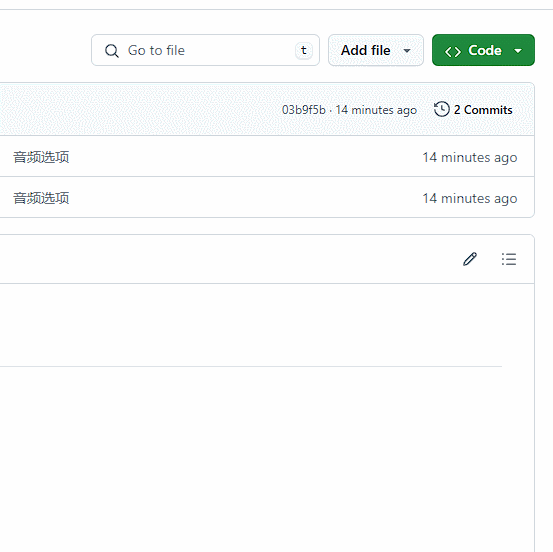 Go to file t Add file Code
03b9f5b · 14 minutes ago 2 Commits
音频选项 14 minutes ago
音频选项 14 minutes ago